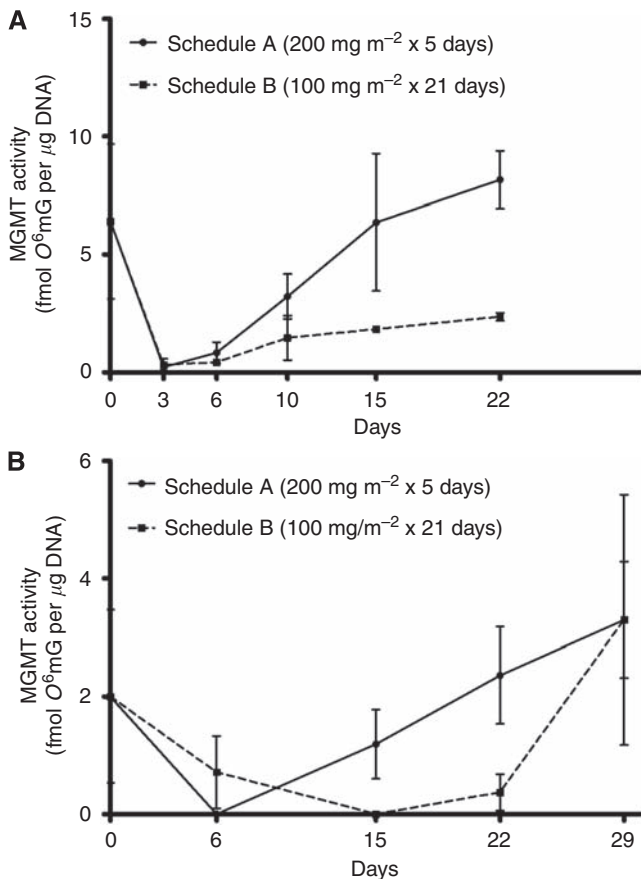 A
Schedule A (200 mg m⁻² x 5 days)
Schedule B (100 mg m⁻² x 21 days)
MGMT activity
(fmol O⁶mG per µg DNA)
15
10
5
0
0 3 6 10 15 22
Days
B
Schedule A (200 mg m⁻² x 5 days)
Schedule B (100 mg/m⁻² x 21 days)
MGMT activity
(fmol O⁶mG per µg DNA)
6
4
2
0
0 6 15 22 29
Days